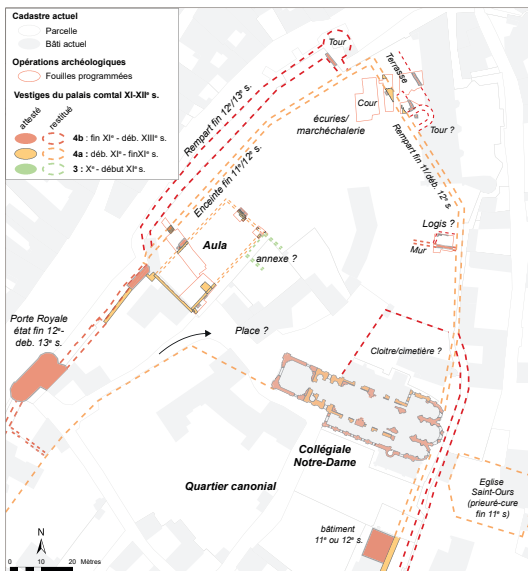 Cadastre actuel
Parcelle
Bâti actuel
Opérations archéologiques
Fouilles programmées
Vestiges du palais comtal XI-XIIᵉ s.
attesté
restitué
4b : fin XIᵉ - déb. XIIIᵉ s.
4a : déb. XIᵉ - finXIᵉ s.
3 : Xᵉ - début XIᵉ s.
Tour
Terrasse
Cour
écuries/
marchéchalerie
Tour ?
Rempart fin 12ᵉ/13ᵉ s.
Enceinte fin 11ᵉ/12ᵉ s.
Rempart fin 11/déb. 12ᵉ s.
Logis ?
Mur
Aula
annexe ?
Porte Royale
état fin 12ᵉ-
deb. 13ᵉ s.
Place ?
Cloitre/cimetière ?
Collégiale
Notre-Dame
Quartier canonial
Eglise
Saint-Ours
(prieuré-cure
fin 11ᵉ s)
bâtiment
11ᵉ ou 12ᵉ s.
N
0 10 20 Mètres